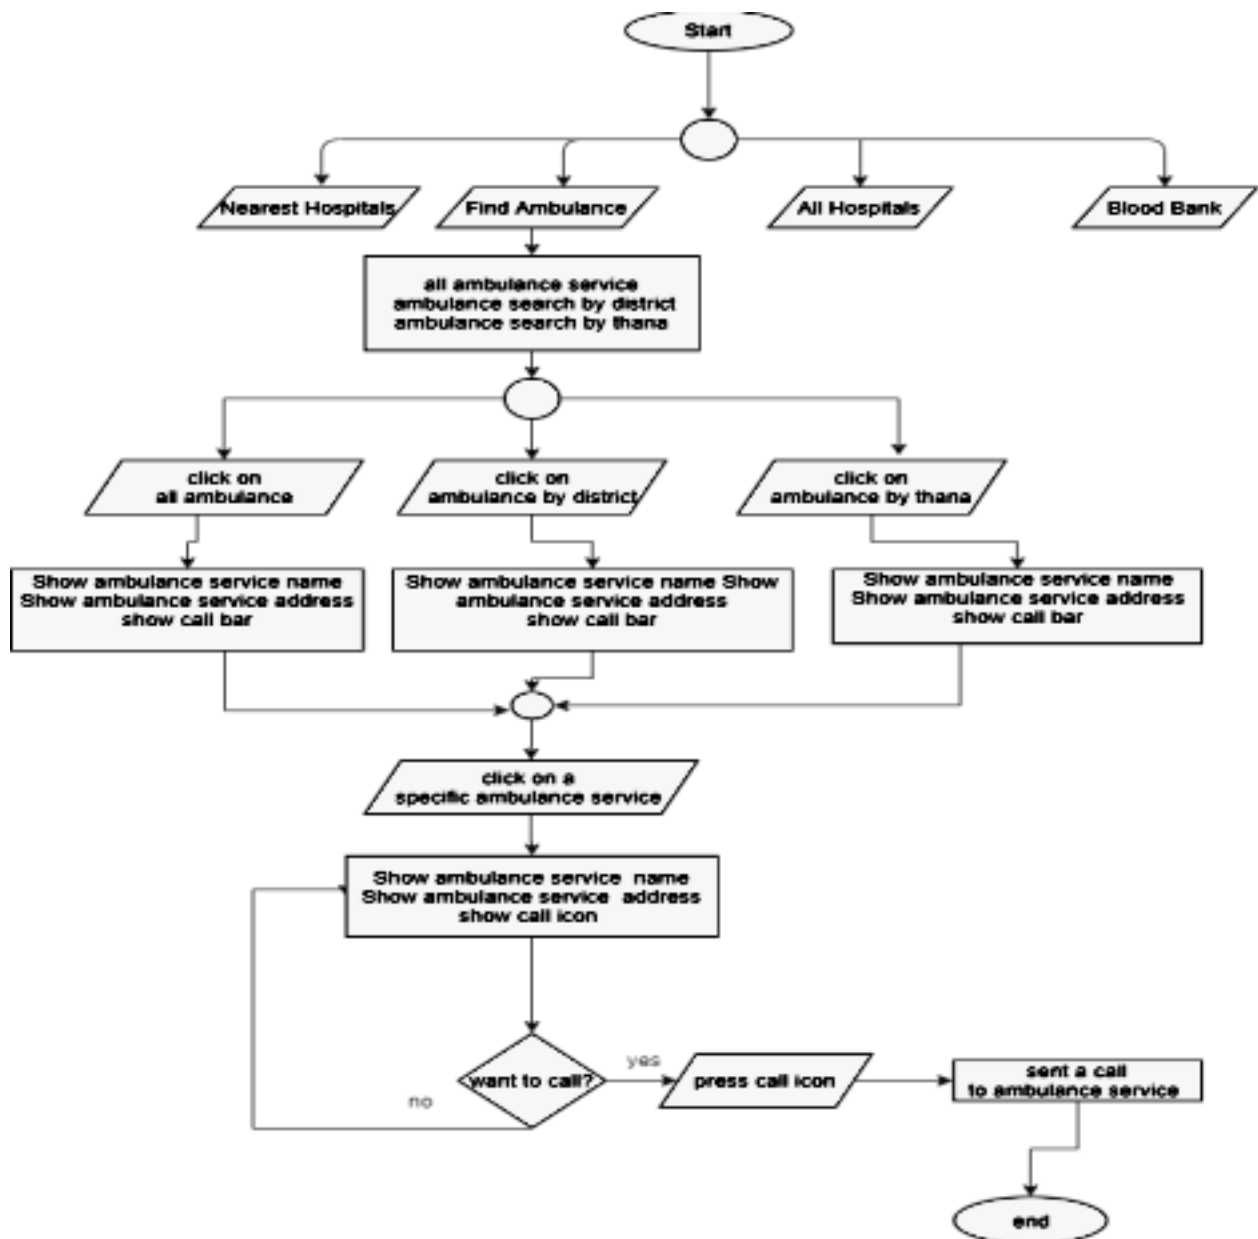 Start
Nearest Hospitals
Find Ambulance
All Hospitals
Blood Bank
all ambulance service
ambulance search by district
ambulance search by thana
click on
all ambulance
click on
ambulance by district
click on
ambulance by thana
Show ambulance service name
Show ambulance service address
show call bar
Show ambulance service name Show
ambulance service address
show call bar
Show ambulance service name
Show ambulance service address
show call bar
click on a
specific ambulance service
Show ambulance service name
Show ambulance service address
show call icon
want to call?
yes
no
press call icon
sent a call
to ambulance service
end